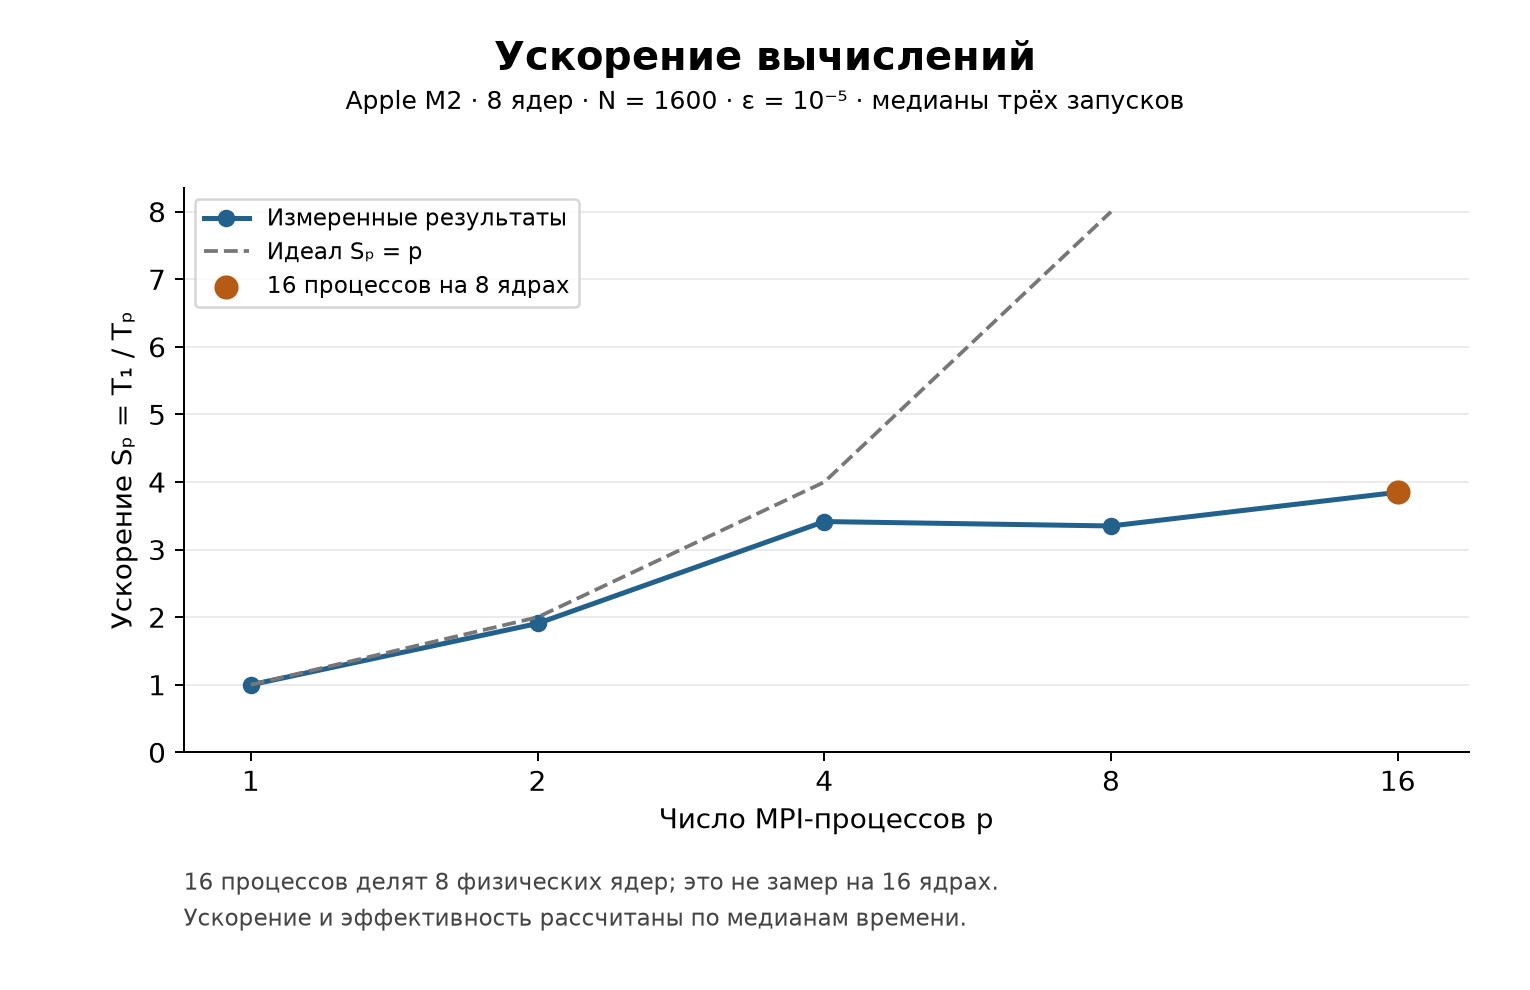 Ускорение вычислений
Apple M2 · 8 ядер · N = 1600 · ε = 10⁻⁵ · медианы трёх запусков
Измеренные результаты
Идеал Sₚ = p
16 процессов на 8 ядрах
Ускорение Sₚ = T₁ / Tₚ
8
7
6
5
4
3
2
1
0
1 2 4 8 16
Число MPI-процессов p
16 процессов делят 8 физических ядер; это не замер на 16 ядрах.
Ускорение и эффективность рассчитаны по медианам времени.